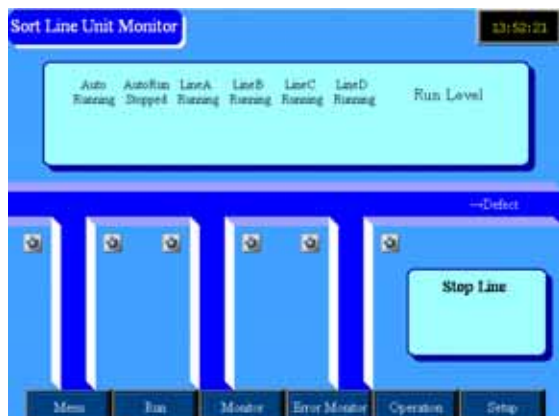 Sort Line Unit Monitor
13:52:21
Auto AutoRun LineA LineB LineC LineD
Running Stopped Running Running Running Running
Run Level
→Defect
Stop Line
Menu Run Monitor Error Monitor Operation Setup